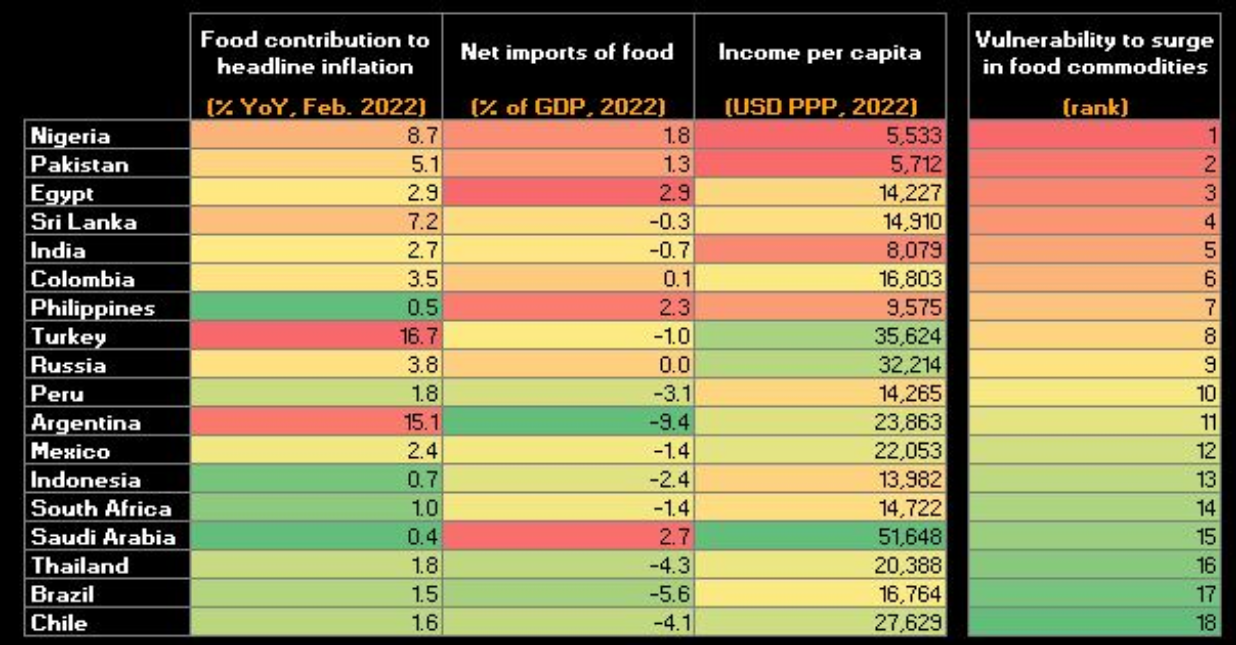 Food contribution to headline inflation (% YoY, Feb. 2022) Net imports of food (% of GDP, 2022) Income per capita (USD PPP, 2022) Vulnerability to surge in food commodities (rank)
Nigeria 8.7 1.8 5,533 1
Pakistan 5.1 1.3 5,712 2
Egypt 2.9 2.9 14,227 3
Sri Lanka 7.2 -0.3 14,910 4
India 2.7 -0.7 8,079 5
Colombia 3.5 0.1 16,803 6
Philippines 0.5 2.3 9,575 7
Turkey 16.7 -1.0 35,624 8
Russia 3.8 0.0 32,214 9
Peru 1.8 -3.1 14,265 10
Argentina 15.1 -9.4 23,863 11
Mexico 2.4 -1.4 22,053 12
Indonesia 0.7 -2.4 13,982 13
South Africa 1.0 -1.4 14,722 14
Saudi Arabia 0.4 2.7 51,648 15
Thailand 1.8 -4.3 20,388 16
Brazil 1.5 -5.6 16,764 17
Chile 1.6 -4.1 27,629 18